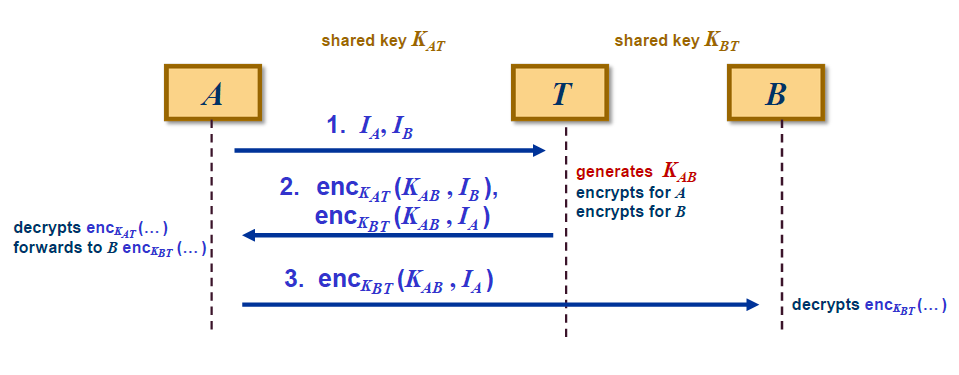 shared key K_AT
shared key K_BT
A
T
B
1. I_A, I_B
generates K_AB
encrypts for A
encrypts for B
2. enc_K_AT (K_AB , I_B ),
enc_K_BT (K_AB , I_A )
decrypts enc_K_AT (...)
forwards to B enc_K_BT (...)
3. enc_K_BT (K_AB , I_A )
decrypts enc_K_BT (...)